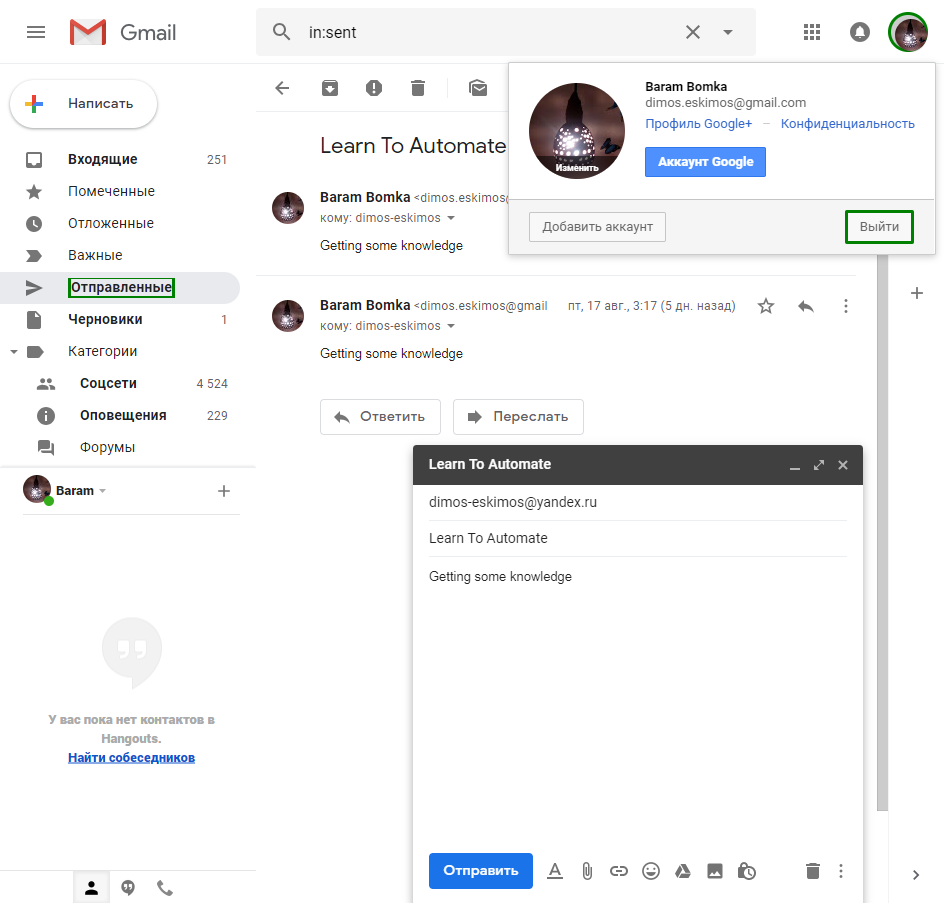 Gmail
in:sent
Написать
Входящие 251
Помеченные
Отложенные
Важные
Отправленные
Черновики 1
Категории
Соцсети 4 524
Оповещения 229
Форумы
Baram
У вас пока нет контактов в
Hangouts.
Найти собеседников
Learn To Automate
Baram Bomka <dimos.eskimos@
кому: dimos-eskimos
Getting some knowledge
Baram Bomka <dimos.eskimos@gmail пт, 17 авг., 3:17 (5 дн. назад)
кому: dimos-eskimos
Getting some knowledge
Ответить Переслать
Baram Bomka
dimos.eskimos@gmail.com
Профиль Google+ – Конфиденциальность
Изменить
Аккаунт Google
Добавить аккаунт Выйти
Learn To Automate
dimos-eskimos@yandex.ru
Learn To Automate
Getting some knowledge
Отправить